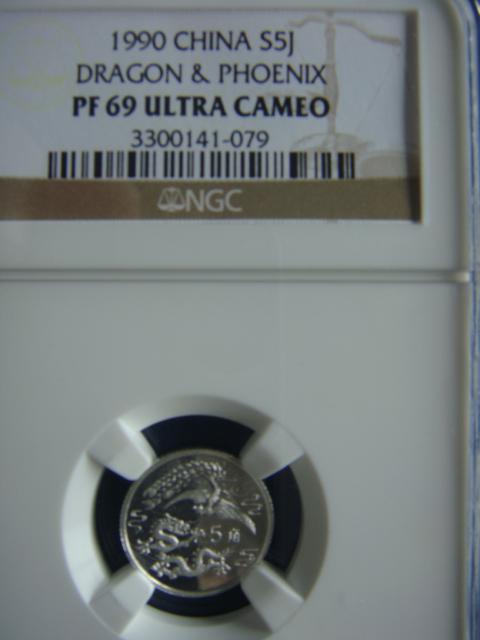 1990 CHINA S5J
DRAGON & PHOENIX
PF 69 ULTRA CAMEO
3300141-079
NGC
5角